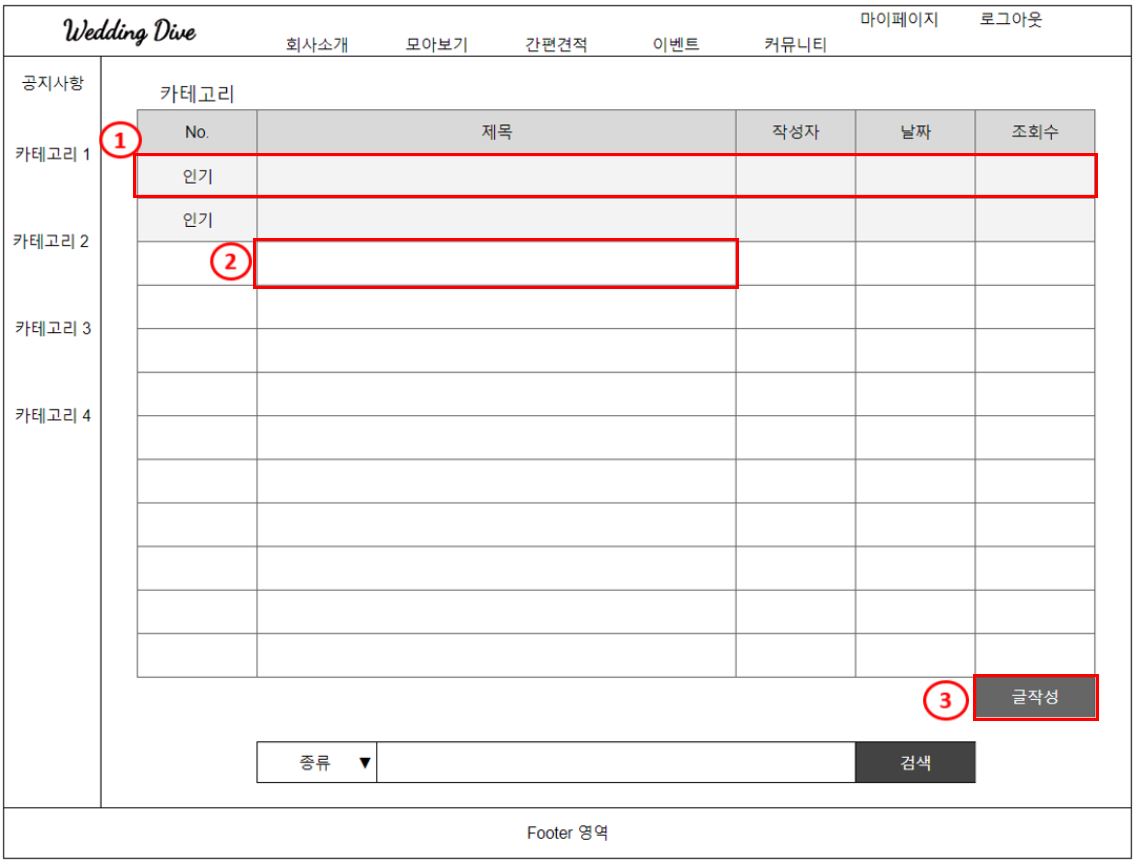 Wedding Dive
마이페이지 로그아웃
회사소개 모아보기 간편견적 이벤트 커뮤니티
공지사항
카테고리 1
카테고리 2
카테고리 3
카테고리 4
카테고리
No. 제목 작성자 날짜 조회수
1
인기
인기
2
3 글작성
종류 ▼ 검색
Footer 영역